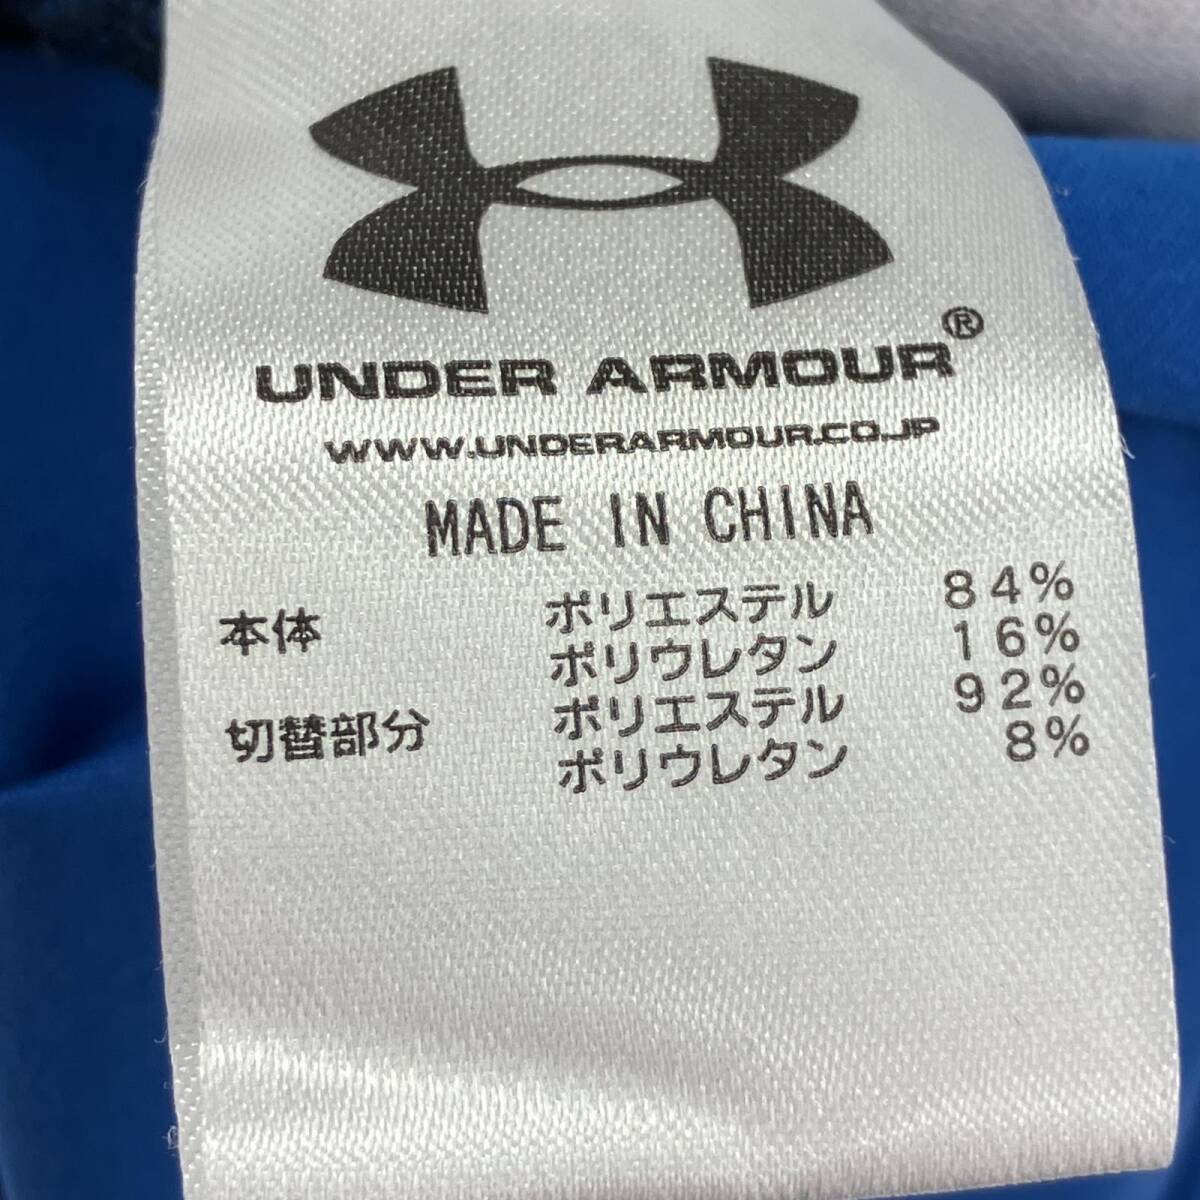 UNDER ARMOUR®
WWW.UNDERARMOUR.CO.JP
MADE IN CHINA
本体 ポリエステル 84%
ポリウレタン 16%
切替部分 ポリエステル 92%
ポリウレタン 8%